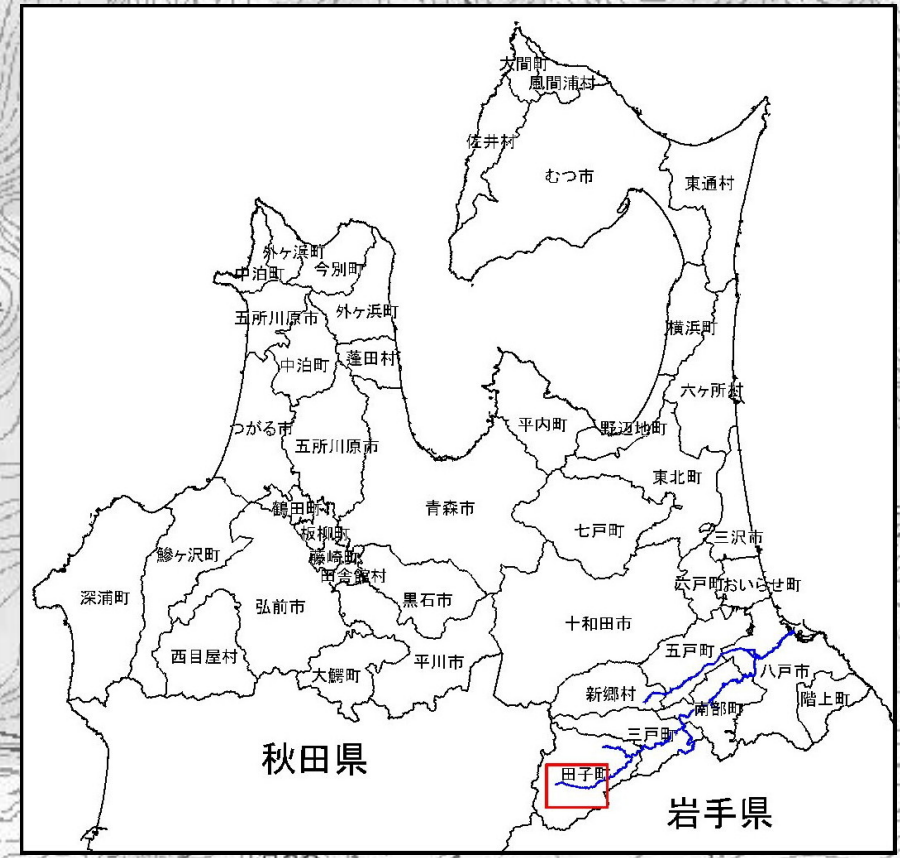 大間町
風間浦村
佐井村
むつ市
東通村
外ヶ浜町
中泊町
今別町
五所川原市
外ヶ浜町
横浜町
中泊町
蓬田村
六ヶ所村
つがる市
平内町
野辺地町
五所川原市
東北町
青森市
鶴田町
七戸町
板柳町
三沢市
鰺ヶ沢町
藤崎町
田舎館村
六戸町
おいらせ町
深浦町
弘前市
黒石市
十和田市
西目屋村
五戸町
平川市
八戸市
大鰐町
新郷村
階上町
南部町
三戸町
秋田県
田子町
岩手県